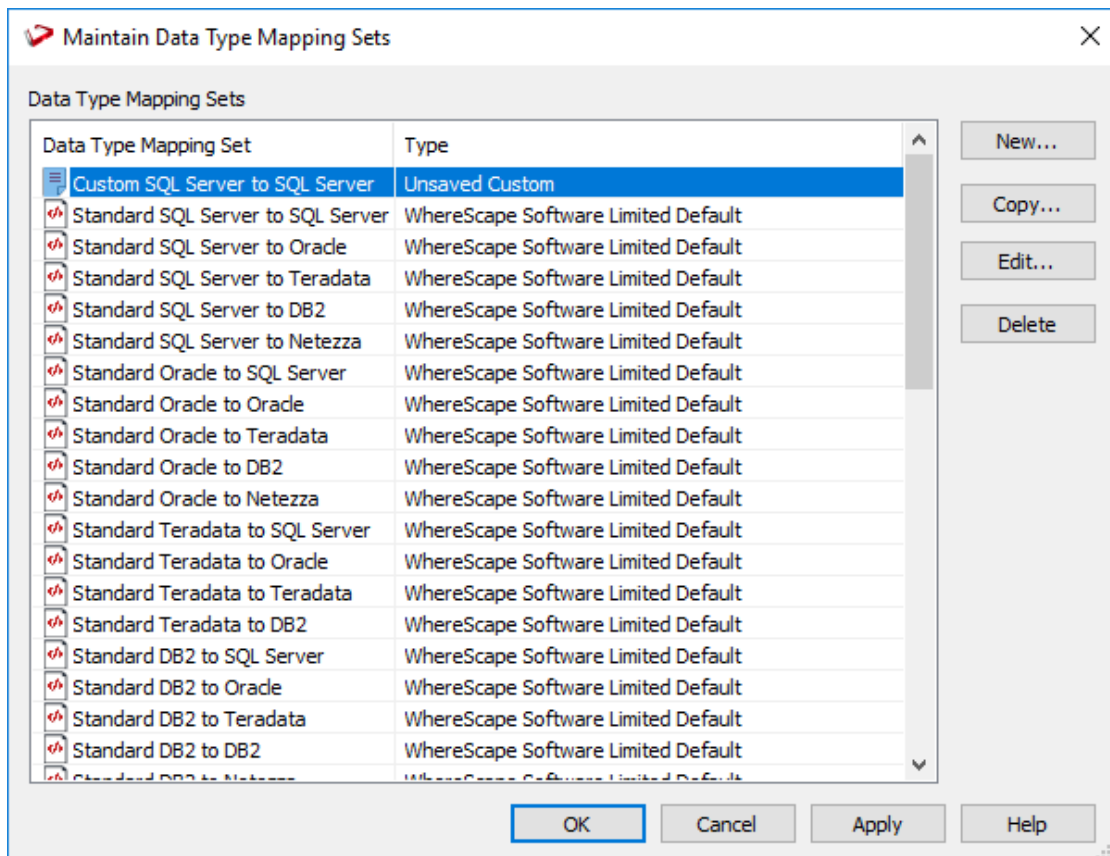 Maintain Data Type Mapping Sets
Data Type Mapping Sets
Data Type Mapping Set Type
Custom SQL Server to SQL Server Unsaved Custom
Standard SQL Server to SQL Server WhereScape Software Limited Default
Standard SQL Server to Oracle WhereScape Software Limited Default
Standard SQL Server to Teradata WhereScape Software Limited Default
Standard SQL Server to DB2 WhereScape Software Limited Default
Standard SQL Server to Netezza WhereScape Software Limited Default
Standard Oracle to SQL Server WhereScape Software Limited Default
Standard Oracle to Oracle WhereScape Software Limited Default
Standard Oracle to Teradata WhereScape Software Limited Default
Standard Oracle to DB2 WhereScape Software Limited Default
Standard Oracle to Netezza WhereScape Software Limited Default
Standard Teradata to SQL Server WhereScape Software Limited Default
Standard Teradata to Oracle WhereScape Software Limited Default
Standard Teradata to Teradata WhereScape Software Limited Default
Standard Teradata to DB2 WhereScape Software Limited Default
Standard DB2 to SQL Server WhereScape Software Limited Default
Standard DB2 to Oracle WhereScape Software Limited Default
Standard DB2 to Teradata WhereScape Software Limited Default
Standard DB2 to DB2 WhereScape Software Limited Default
Standard DB2 to Netezza WhereScape Software Limited Default
New...
Copy...
Edit...
Delete
OK Cancel Apply Help